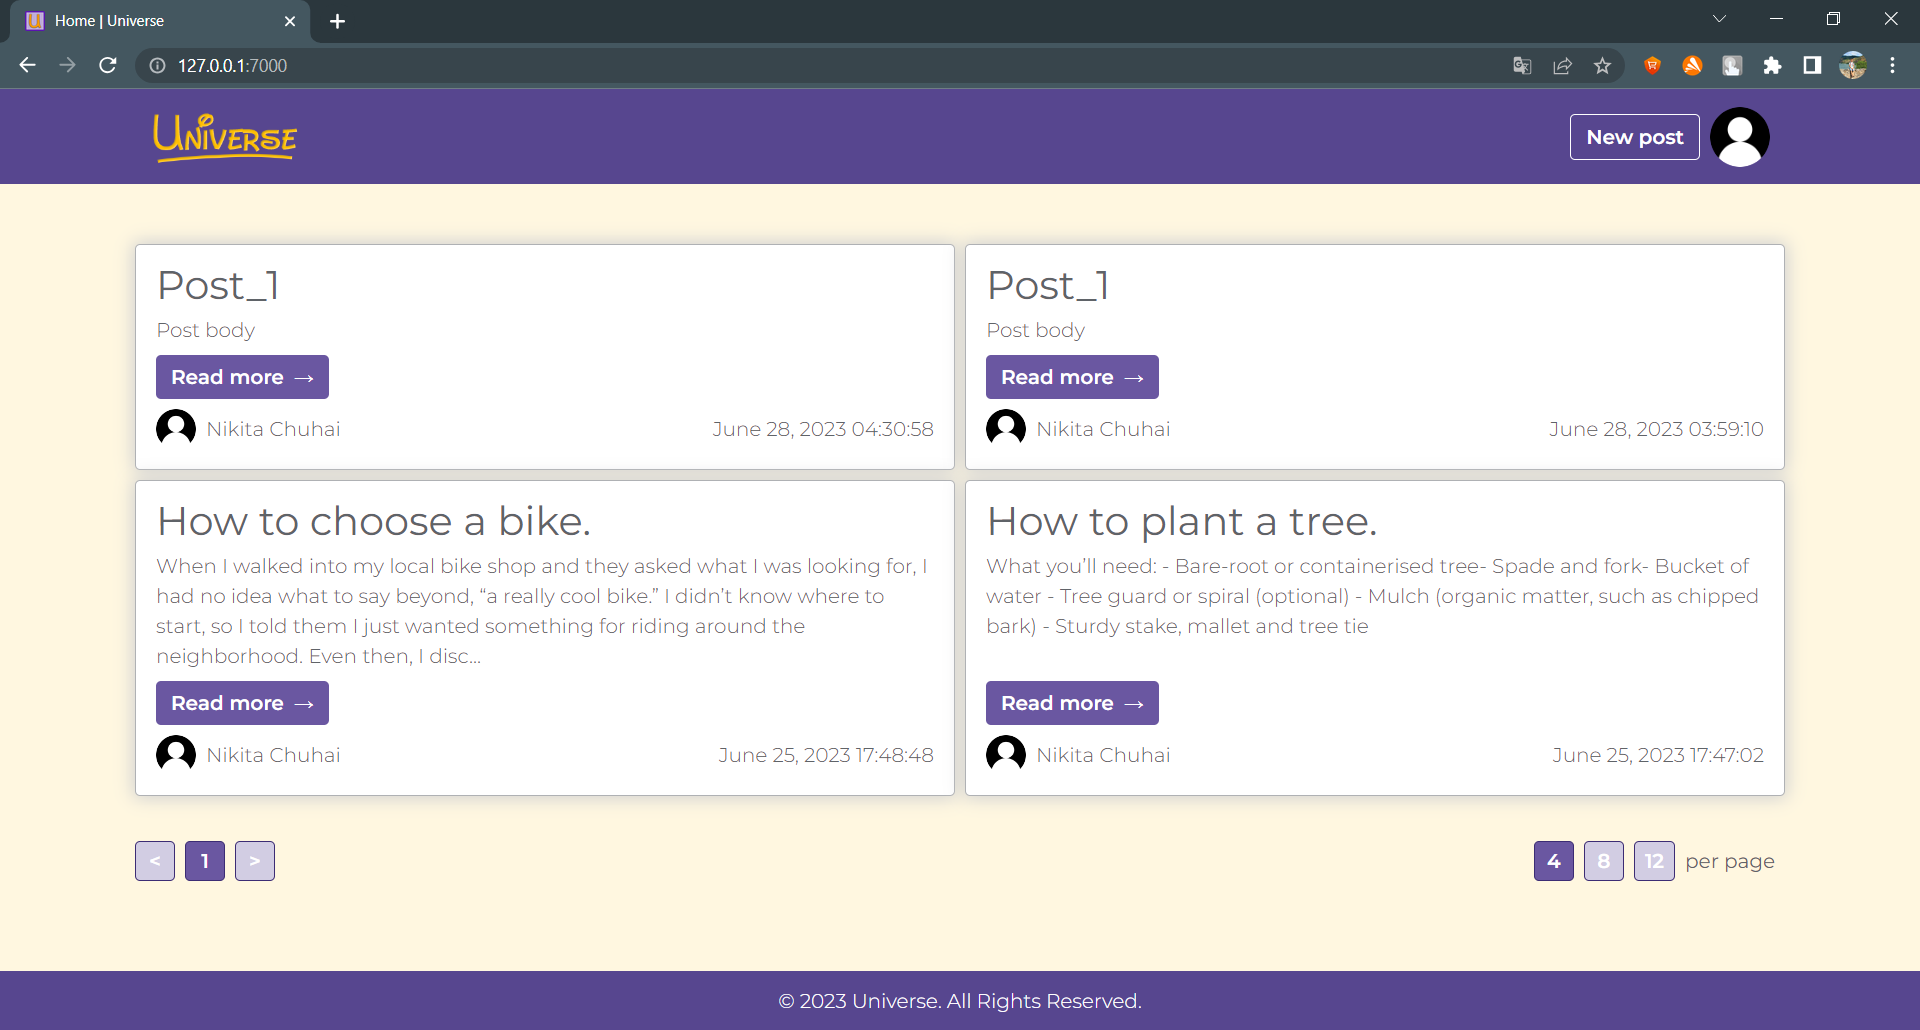 Home | Universe
127.0.0.1:7000
Universe
New post
Post_1
Post body
Read more →
Nikita Chuhai
June 28, 2023 04:30:58
Post_1
Post body
Read more →
Nikita Chuhai
June 28, 2023 03:59:10
How to choose a bike.
When I walked into my local bike shop and they asked what I was looking for, I
had no idea what to say beyond, “a really cool bike.” I didn’t know where to
start, so I told them I just wanted something for riding around the
neighborhood. Even then, I disc...
Read more →
Nikita Chuhai
June 25, 2023 17:48:48
How to plant a tree.
What you’ll need: - Bare-root or containerised tree- Spade and fork- Bucket of
water - Tree guard or spiral (optional) - Mulch (organic matter, such as chipped
bark) - Sturdy stake, mallet and tree tie
Read more →
Nikita Chuhai
June 25, 2023 17:47:02
< 1 >
4 8 12 per page
© 2023 Universe. All Rights Reserved.